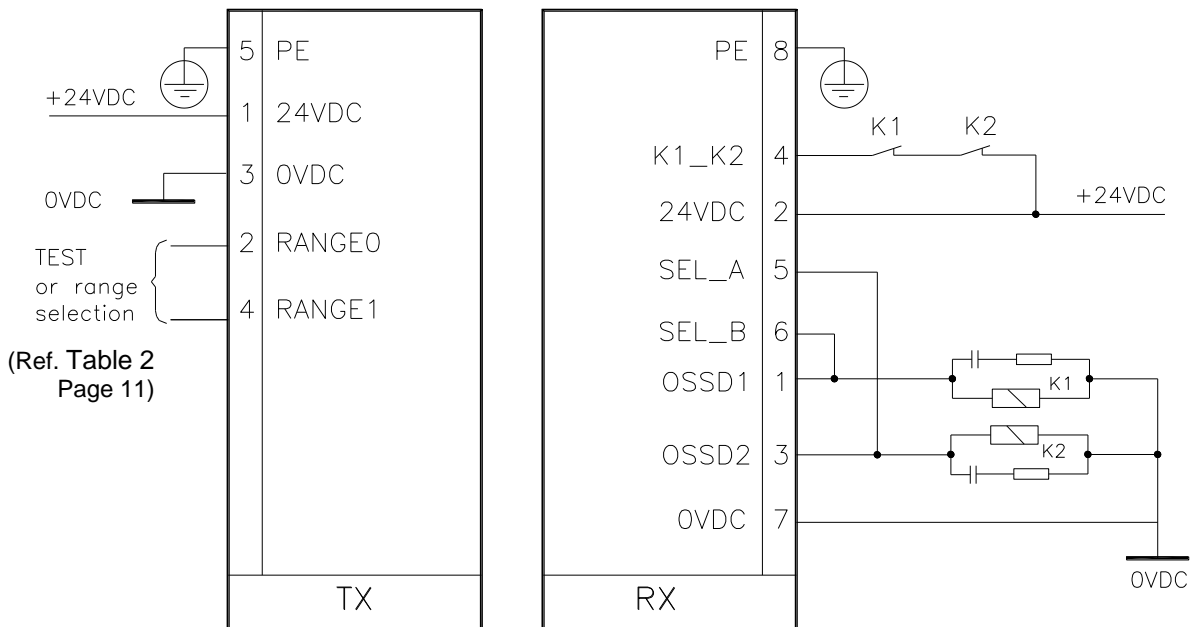 5 PE
+24VDC
1 24VDC
3 0VDC
0VDC
2 RANGE0
TEST
or range
selection
4 RANGE1
(Ref. Table 2
Page 11)
TX
PE 8
K1 K2
K1_K2 4
+24VDC
24VDC 2
SEL_A 5
SEL_B 6
OSSD1 1
K1
OSSD2 3
K2
0VDC 7
0VDC
RX